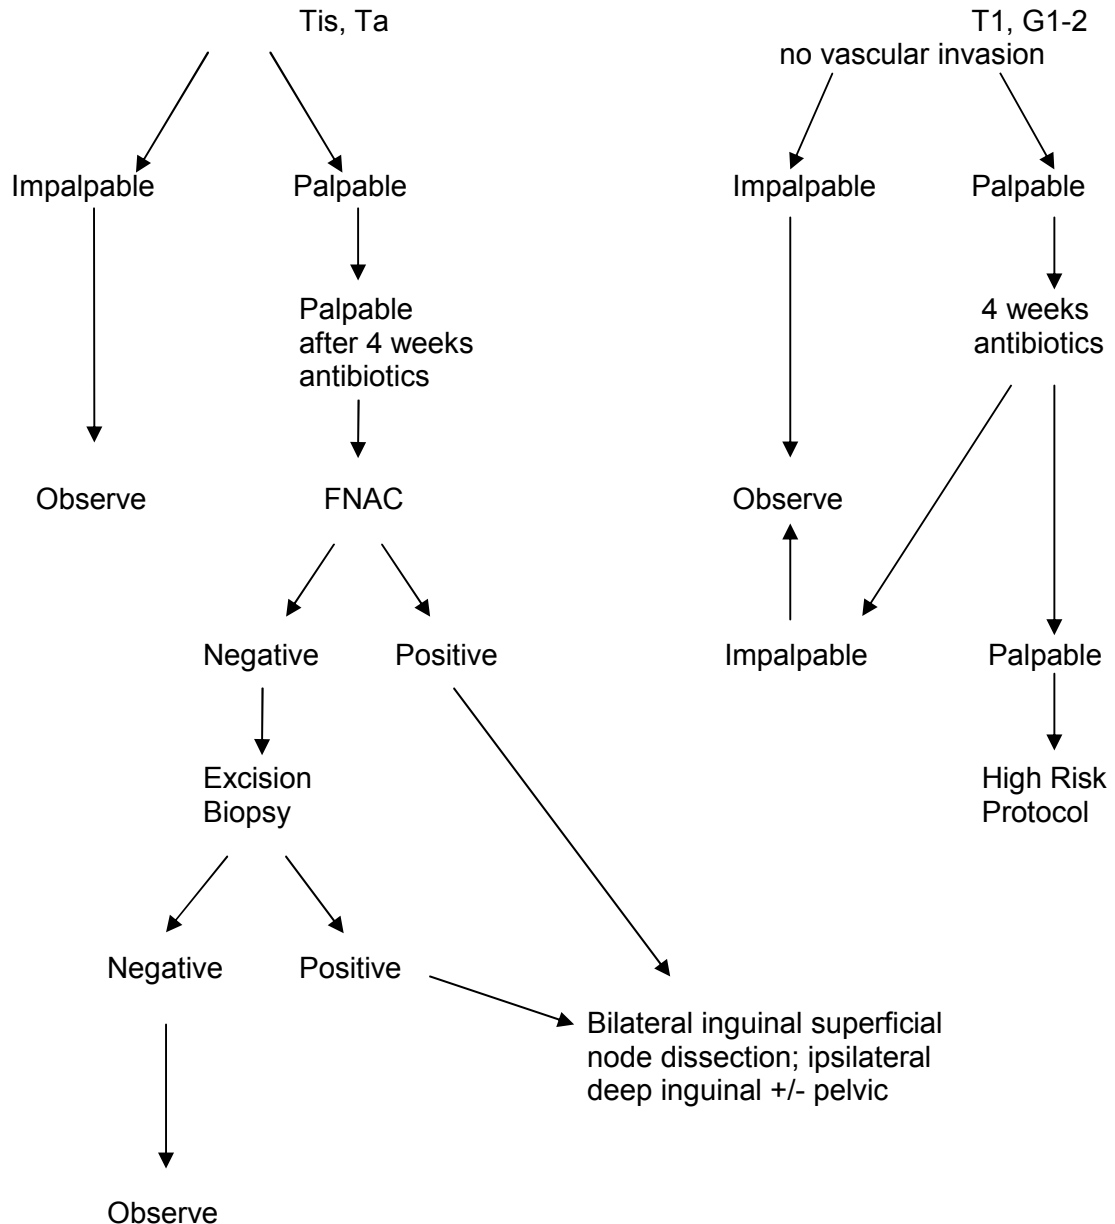 Tis, Ta
T1, G1-2
no vascular invasion
Impalpable
Palpable
Impalpable
Palpable
Palpable
after 4 weeks
antibiotics
4 weeks
antibiotics
Observe
FNAC
Observe
Negative
Positive
Impalpable
Palpable
Excision
Biopsy
High Risk
Protocol
Negative
Positive
Bilateral inguinal superficial
node dissection; ipsilateral
deep inguinal +/- pelvic
Observe